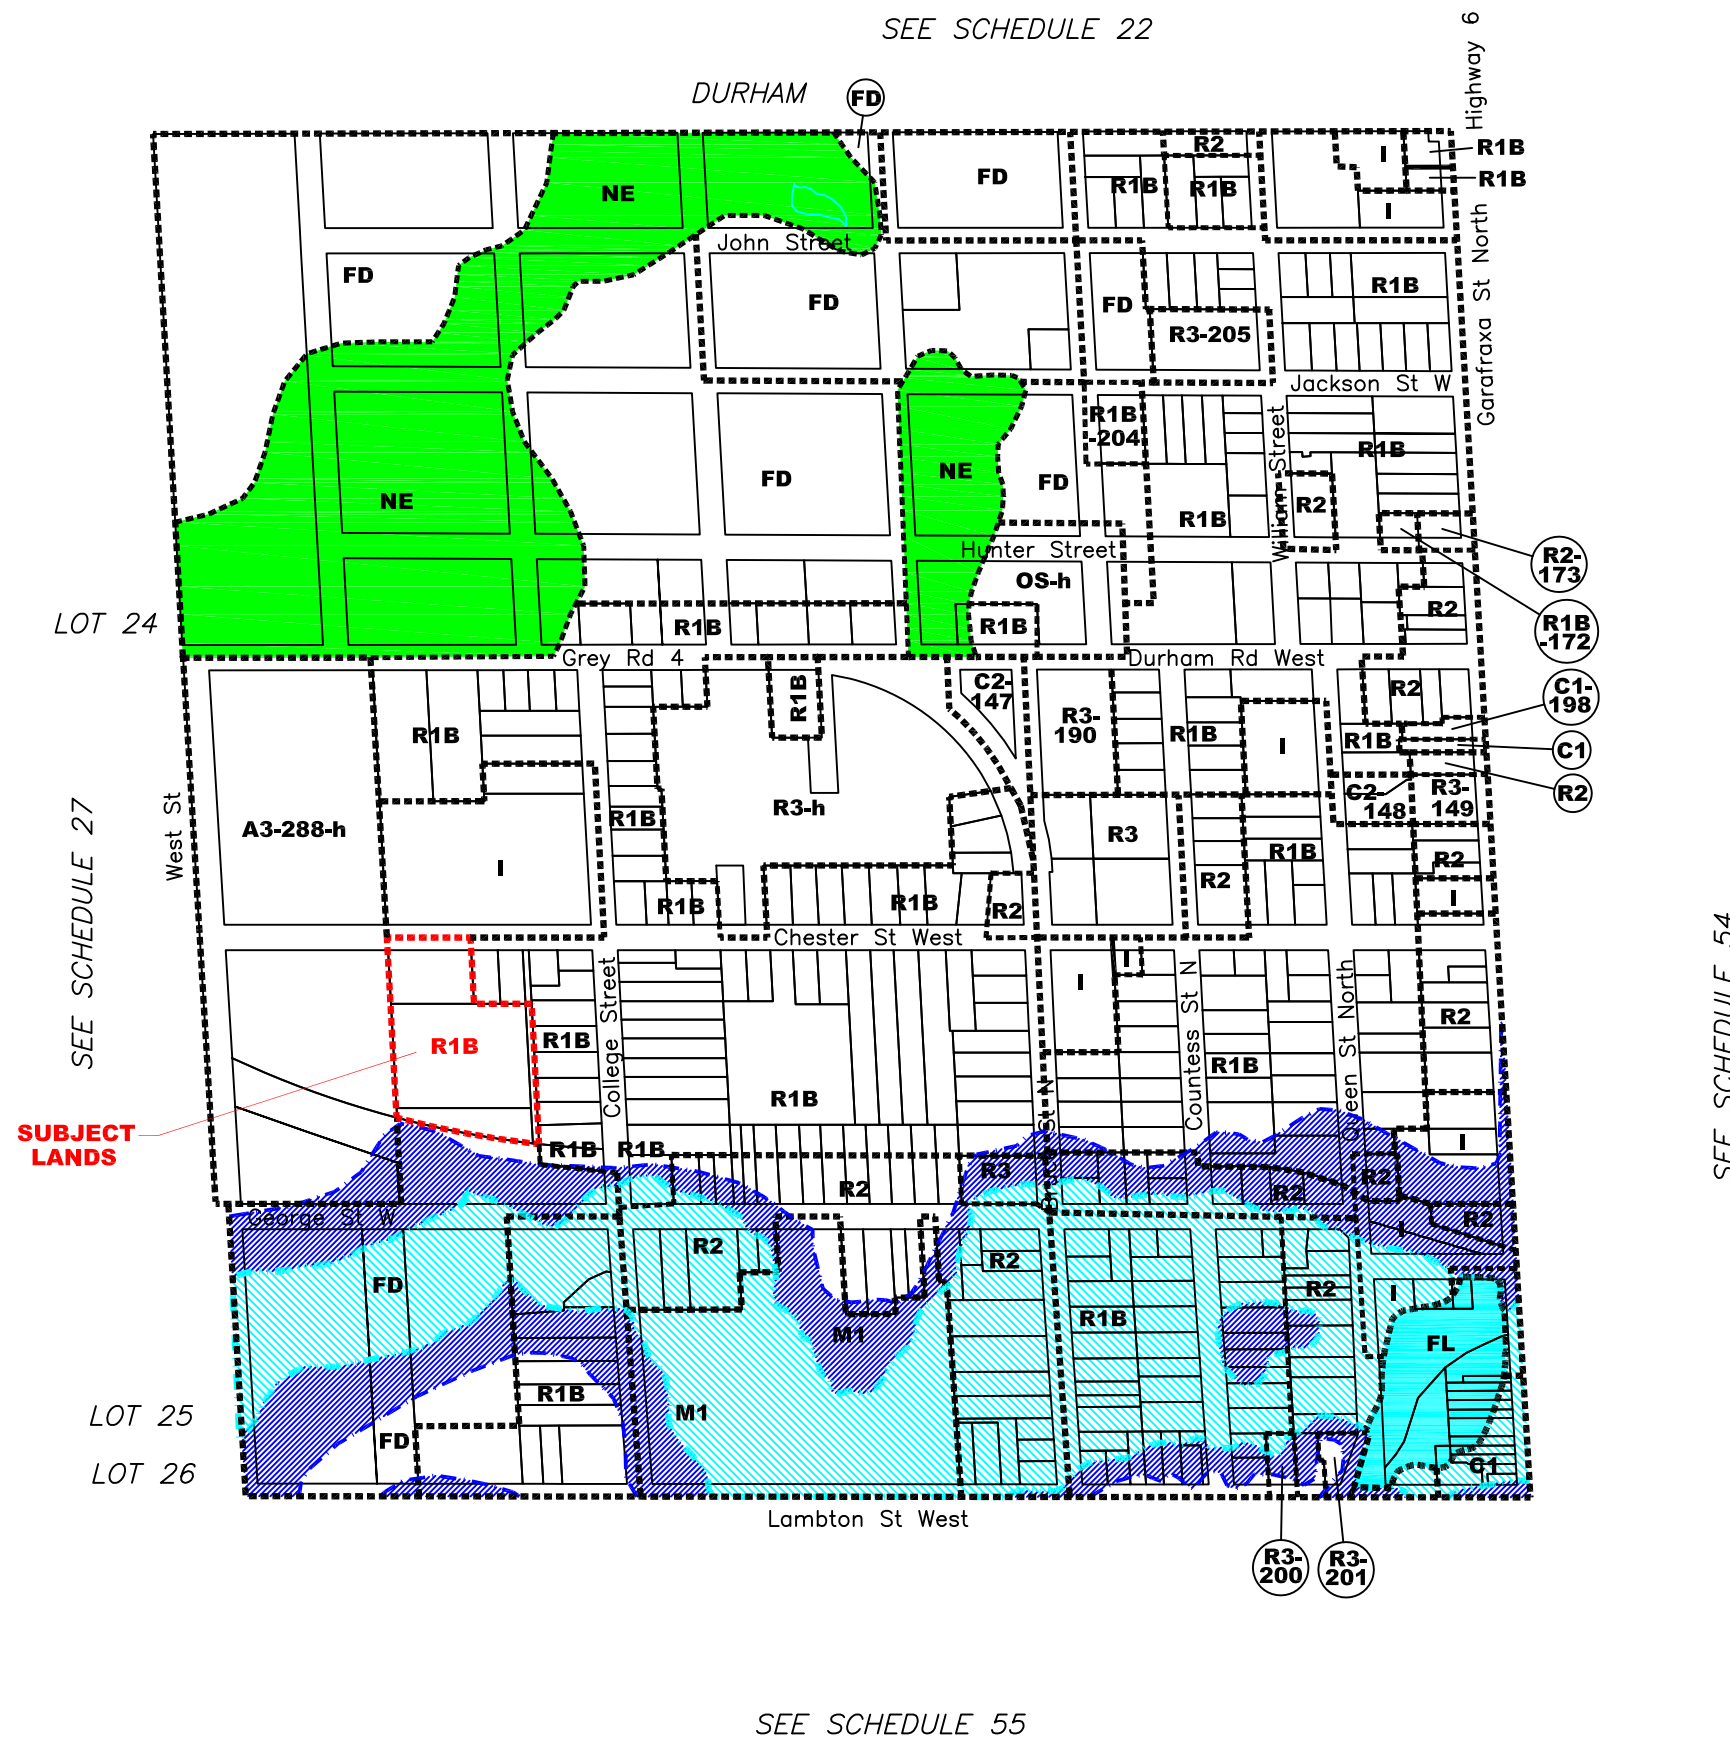 SEE SCHEDULE 22
Highway 6
DURHAM
FD
R2
I
R1B
R1B
NE
FD
R1B
R1B
I
John Street
Garafraxa St North
FD
FD
FD
R1B
R3-205
Jackson St W
R1B
-204
William Street
R1B
NE
FD
NE
FD
R2
R1B
Hunter Street
R2-
173
OS-h
R2
R1B
-172
LOT 24
R1B
R1B
Grey Rd 4
Durham Rd West
C2-
147
R2
C1-
198
R1B
R3-
190
R1B
R1B
I
R1B
C1
R2
West St
SEE SCHEDULE 27
A3-288-h
R1B
R3-h
C2-
148
R3-
149
R3
R1B
R2
I
R2
R1B
R1B
R2
I
Chester St West
SEE SCHEDULE 54
College Street
I
I
Countess St N
Queen St North
R2
R1B
R1B
R1B
R1B
SUBJECT
LANDS
R1B
R1B
I
R2
R3
R2
R2
George St W
I
R2
R2
R2
FD
R2
I
R1B
M1
FL
R1B
LOT 25
M1
FD
LOT 26
C1
Lambton St West
R3-
200
R3-
201
SEE SCHEDULE 55